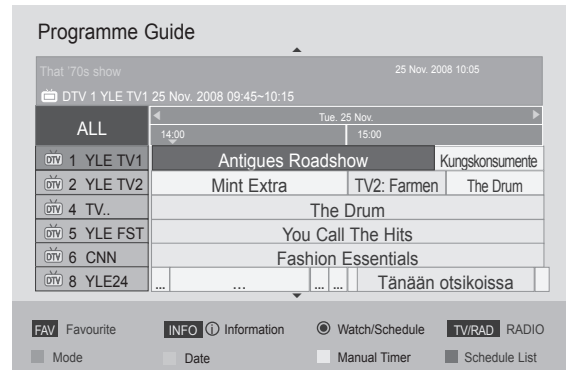 Programme Guide
That '70s show 25 Nov. 2008 10:05
DTV 1 YLE TV1 25 Nov. 2008 09:45~10:15
ALL Tue. 25 Nov.
14:00 15:00
DTV 1 YLE TV1 Antigues Roadshow Kungskonsumente
DTV 2 YLE TV2 Mint Extra TV2: Farmen The Drum
DTV 4 TV.. The Drum
DTV 5 YLE FST You Call The Hits
DTV 6 CNN Fashion Essentials
DTV 8 YLE24 ... ... ... ... Tänään otsikoissa
FAV Favourite INFO ⓘ Information Watch/Schedule TV/RAD RADIO
Mode Date Manual Timer Schedule List